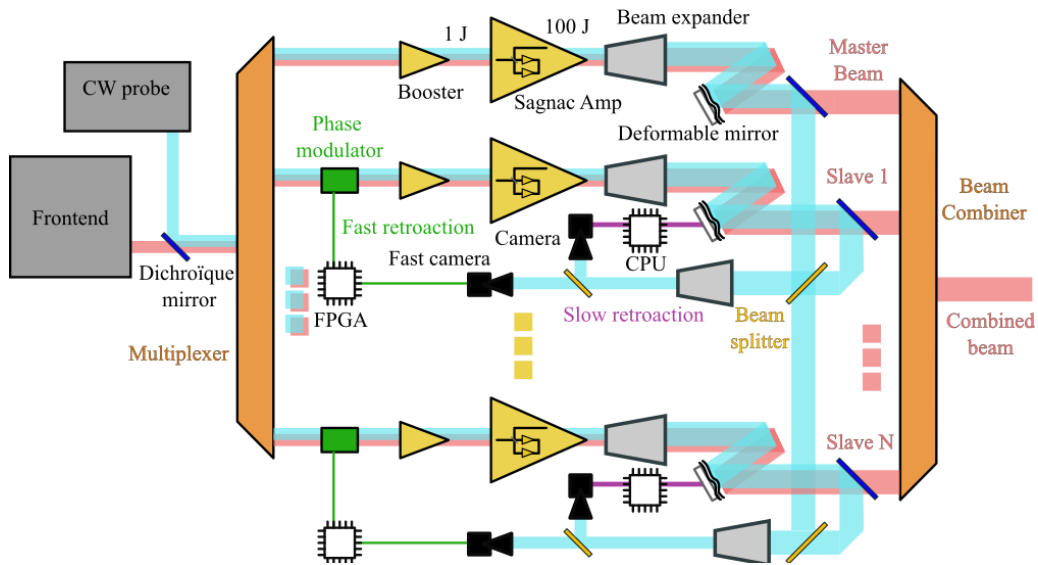 Beam expander
1 J
100 J
Master
Beam
CW probe
Booster
Sagnac Amp
Deformable mirror
Phase
modulator
Slave 1
Frontend
Fast retroaction
Camera
Beam
Combiner
Fast camera
CPU
Dichroïque
mirror
FPGA
Slow retroaction
Beam
splitter
Combined
beam
Multiplexer
Slave N